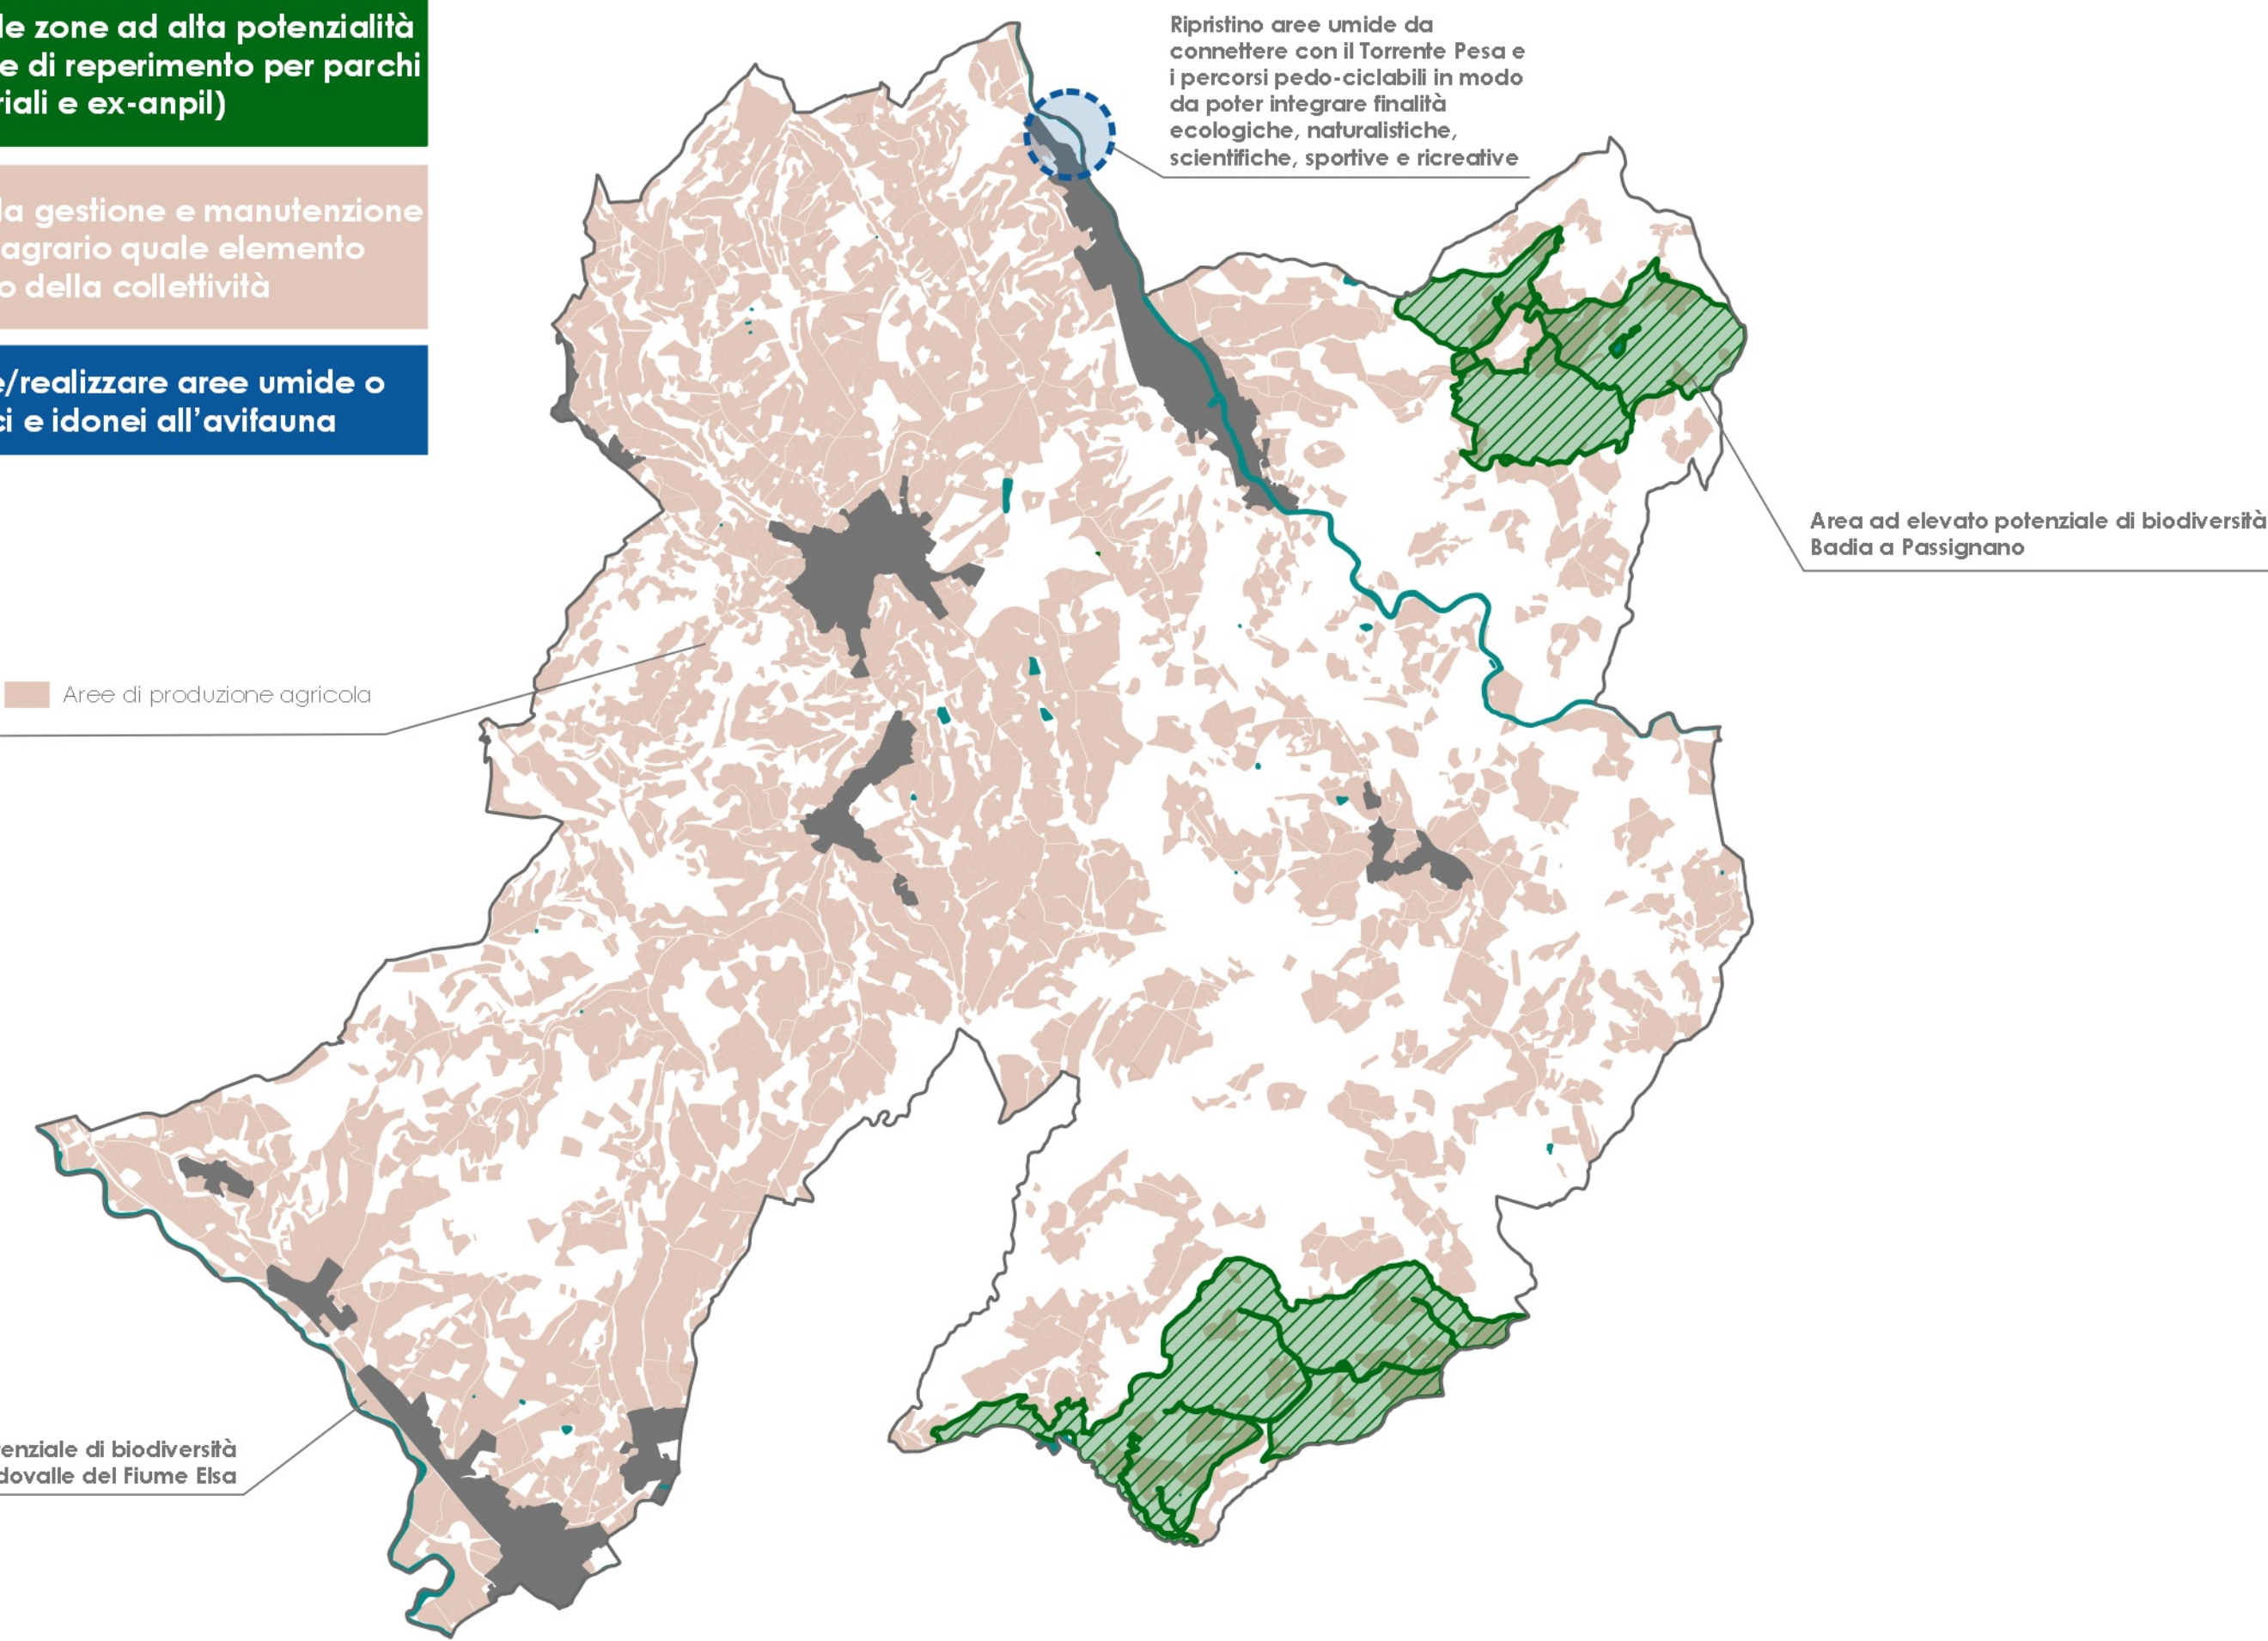 le zone ad alta potenzialità
e di reperimento per parchi
riali e ex-anpil)
la gestione e manutenzione
agrario quale elemento
o della collettività
e/realizzare aree umide o
ci e idonei all'avifauna
Ripristino aree umide da
connettere con il Torrente Pesa e
i percorsi pedo-ciclabili in modo
da poter integrare finalità
ecologiche, naturalistiche,
scientifiche, sportive e ricreative
Area ad elevato potenziale di biodiversità
Badia a Passignano
Aree di produzione agricola
enziale di biodiversità
dovalle del Fiume Elsa